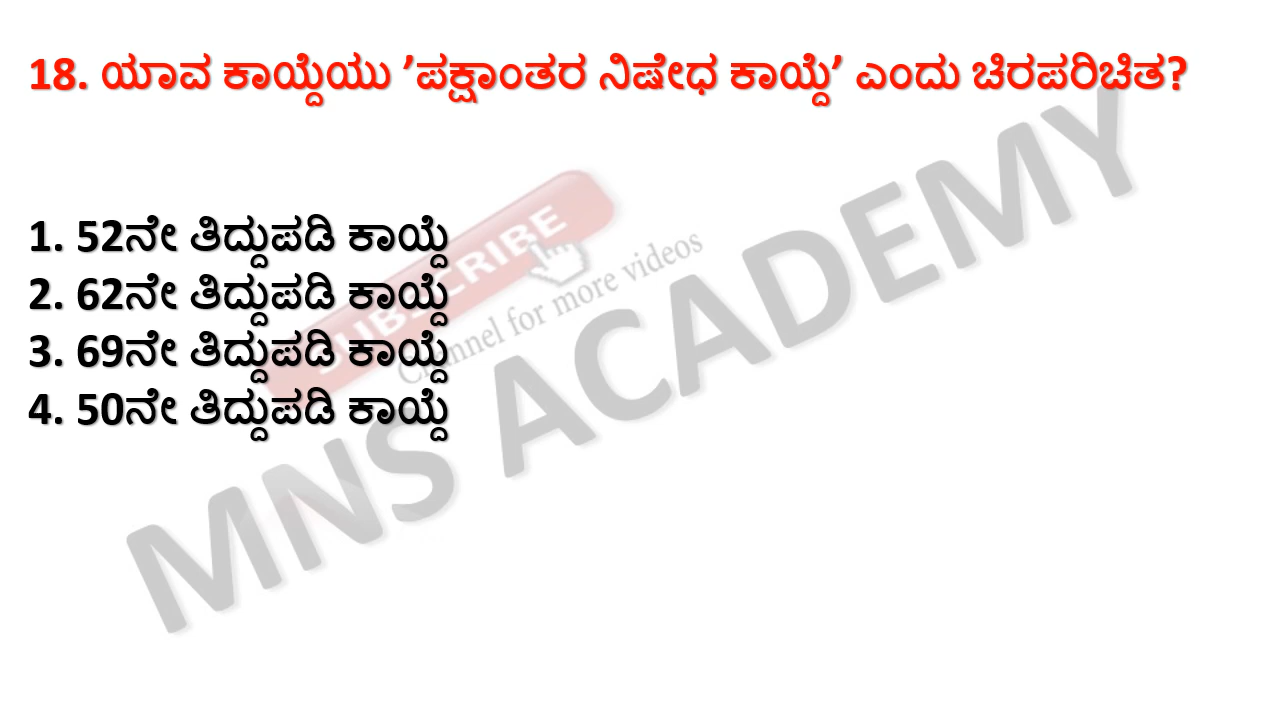 18. ಯಾವ ಕಾಯ್ದೆಯು ’ಪಕ್ಷಾಂತರ ನಿಷೇಧ ಕಾಯ್ದೆ’ ಎಂದು ಚಿರಪರಿಚಿತ?
1. 52ನೇ ತಿದ್ದುಪಡಿ ಕಾಯ್ದೆ
2. 62ನೇ ತಿದ್ದುಪಡಿ ಕಾಯ್ದೆ
3. 69ನೇ ತಿದ್ದುಪಡಿ ಕಾಯ್ದೆ
4. 50ನೇ ತಿದ್ದುಪಡಿ ಕಾಯ್ದೆ
SUBSCRIBE
Channel for more videos
MNS ACADEMY